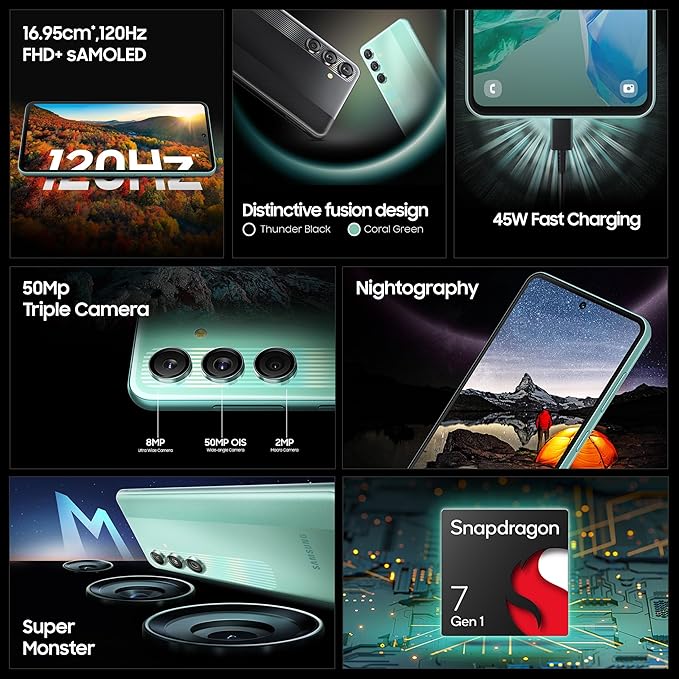 16.95cm*,120Hz
FHD+ sAMOLED
120Hz
Distinctive fusion design
Thunder Black
Coral Green
45W Fast Charging
50Mp
Triple Camera
8MP
Ultra Wide Camera
50MP OIS
Wide-angle Camera
2MP
Macro Camera
Nightography
M
SAMSUNG
Super
Monster
Snapdragon
7
Gen 1